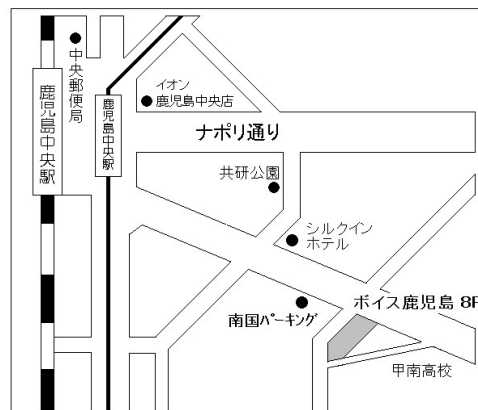 中央郵便局
鹿児島中央駅
鹿児島中央駅
イオン
鹿児島中央店
ナポリ通り
共研公園
シルクイン
ホテル
ボイス鹿児島 8F
南国パーキング
甲南高校